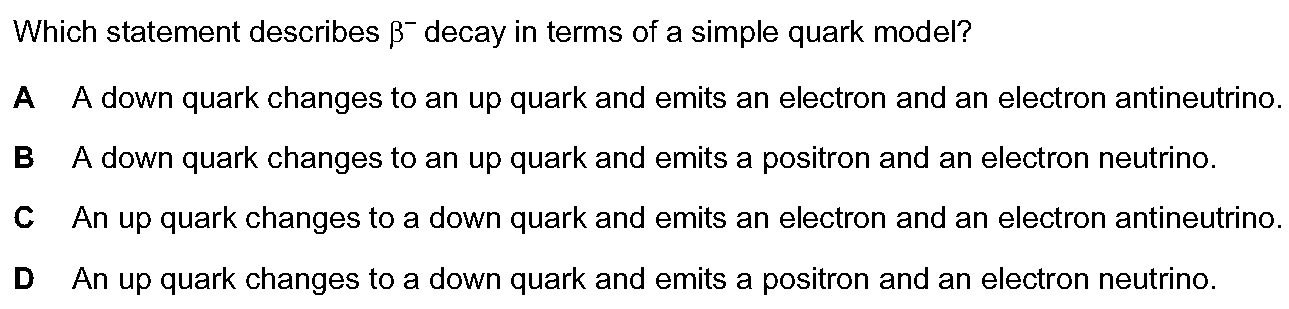 Which statement describes β⁻ decay in terms of a simple quark model?
A A down quark changes to an up quark and emits an electron and an electron antineutrino.
B A down quark changes to an up quark and emits a positron and an electron neutrino.
C An up quark changes to a down quark and emits an electron and an electron antineutrino.
D An up quark changes to a down quark and emits a positron and an electron neutrino.